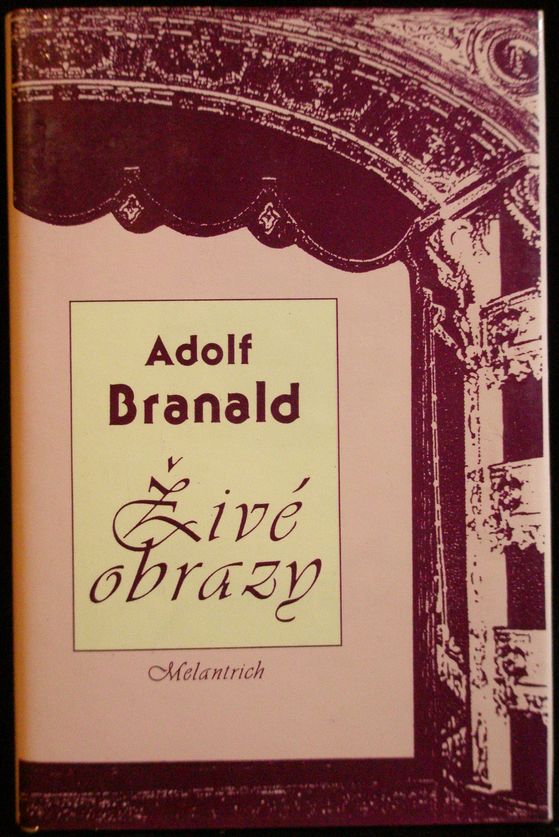 Adolf
Branald
Živé
obrazy
Melantrich